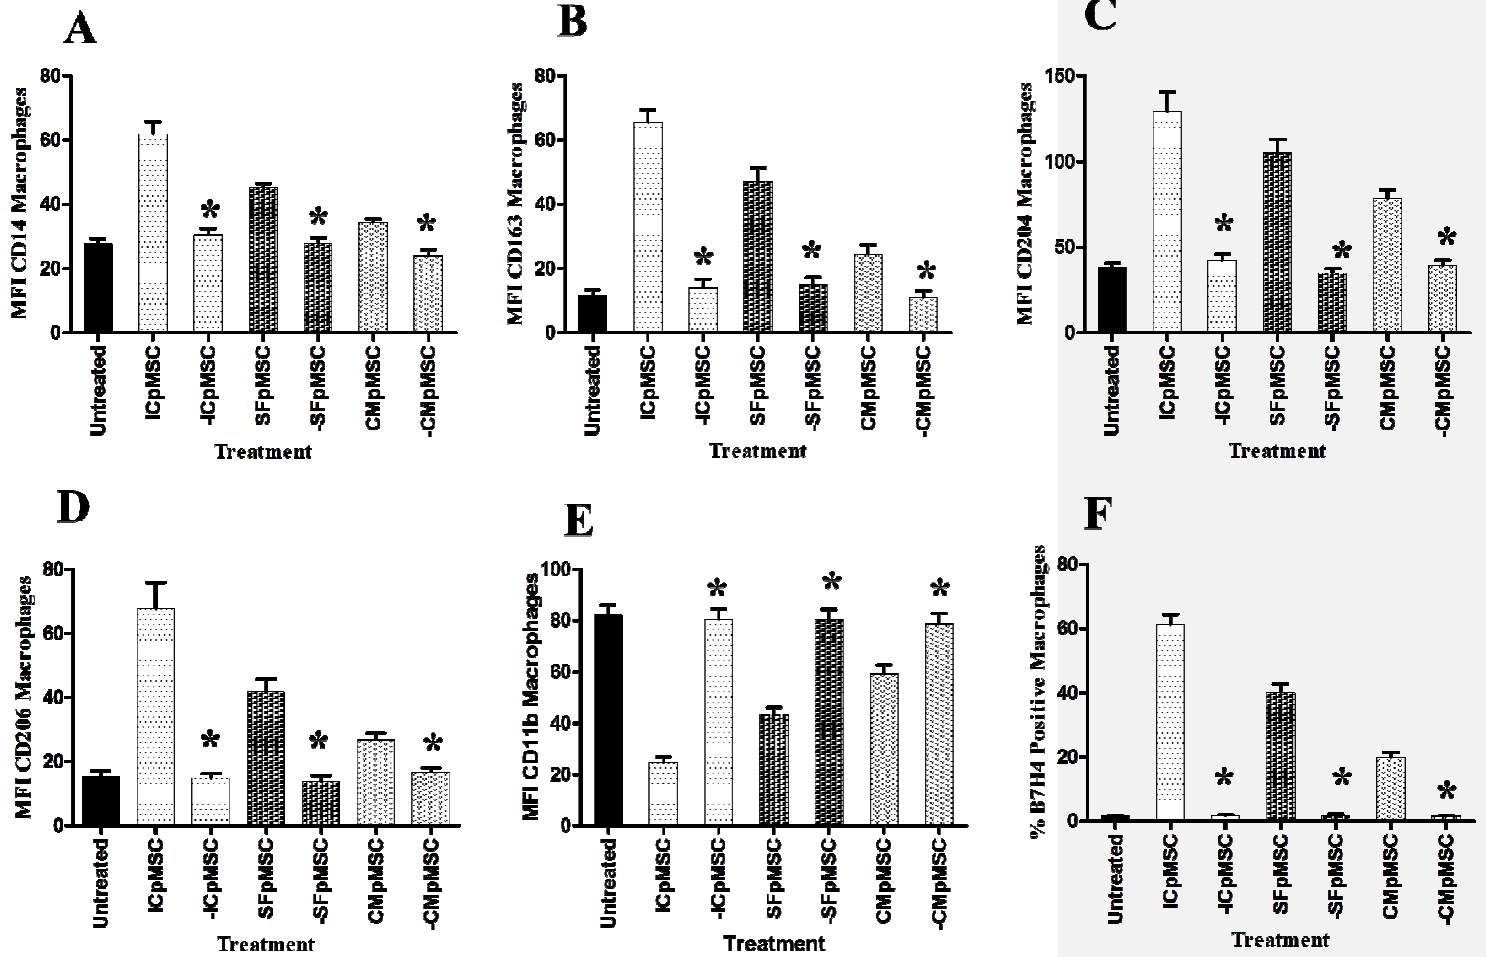 A
MFI CD14 Macrophages
80
60
40
20
0
*
*
*
Untreated
ICpMSC
-ICpMSC
SFpMSC
-SFpMSC
CMpMSC
-CMpMSC
Treatment
B
MFI CD163 Macrophages
80
60
40
20
0
*
*
*
Untreated
ICpMSC
-ICpMSC
SFpMSC
-SFpMSC
CMpMSC
-CMpMSC
Treatment
C
MFI CD204 Macrophages
150
100
50
0
*
*
*
Untreated
ICpMSC
-ICpMSC
SFpMSC
-SFpMSC
CMpMSC
-CMpMSC
Treatment
D
MFI CD206 Macrophages
80
60
40
20
0
*
*
*
Untreated
ICpMSC
-ICpMSC
SFpMSC
-SFpMSC
CMpMSC
-CMpMSC
Treatment
E
MFI CD11b Macrophages
100
80
60
40
20
0
*
*
*
Untreated
ICpMSC
-ICpMSC
SFpMSC
-SFpMSC
CMpMSC
-CMpMSC
Treatment
F
% B7H4 Positive Macrophages
80
60
40
20
0
*
*
*
Untreated
ICpMSC
-ICpMSC
SFpMSC
-SFpMSC
CMpMSC
-CMpMSC
Treatment